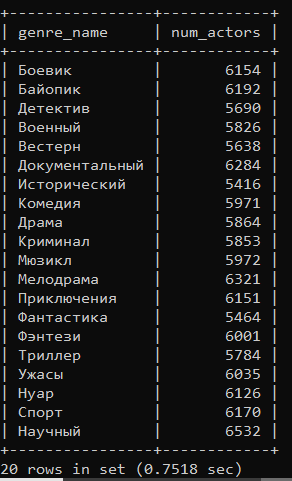 +----------------+------------+
| genre_name     | num_actors |
+----------------+------------+
| Боевик         |       6154 |
| Байопик        |       6192 |
| Детектив       |       5690 |
| Военный        |       5826 |
| Вестерн        |       5638 |
| Документальный |       6284 |
| Исторический   |       5416 |
| Комедия        |       5971 |
| Драма          |       5864 |
| Криминал       |       5853 |
| Мюзикл         |       5972 |
| Мелодрама      |       6321 |
| Приключения    |       6151 |
| Фантастика     |       5464 |
| Фэнтези        |       6001 |
| Триллер        |       5784 |
| Ужасы          |       6035 |
| Нуар           |       6126 |
| Спорт          |       6170 |
| Научный        |       6532 |
+----------------+------------+
20 rows in set (0.7518 sec)